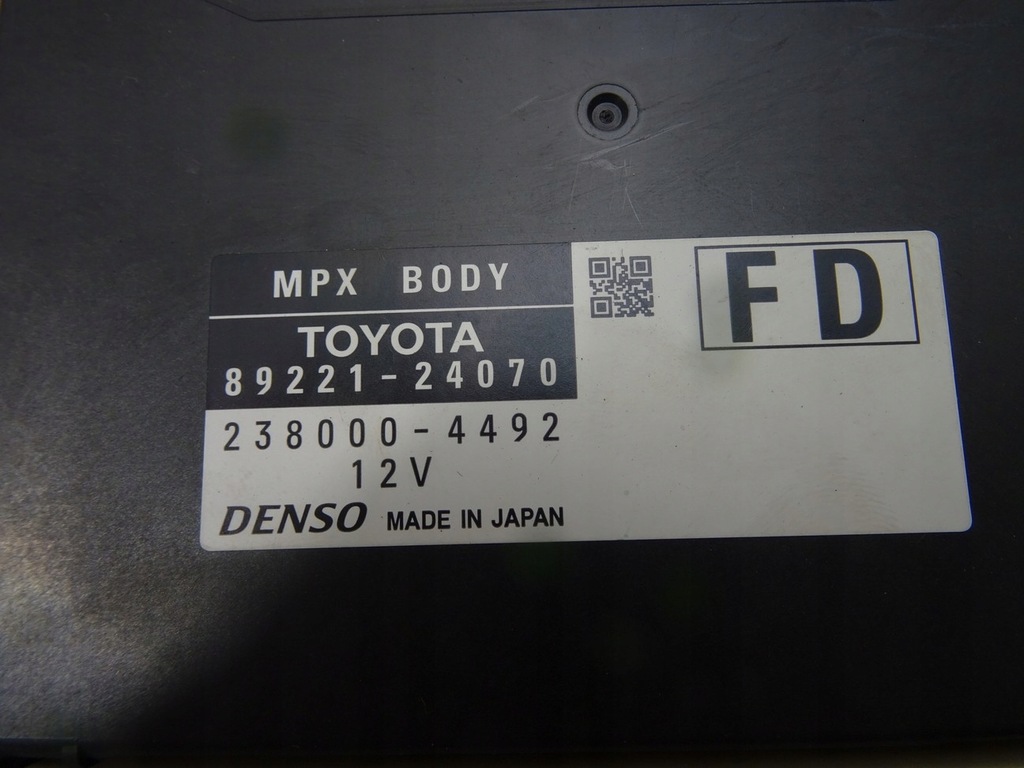 MPX BODY
TOYOTA
89221-24070
238000-4492
12V
DENSO MADE IN JAPAN
FD